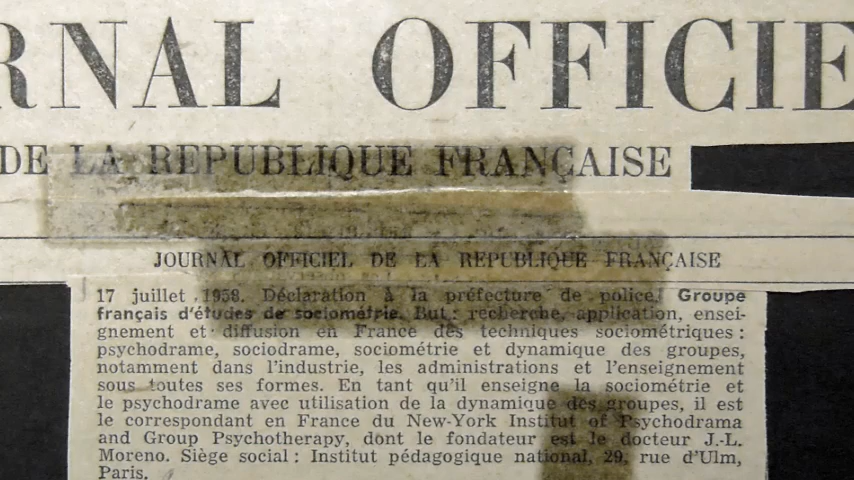 RNAL OFFICIE
DE LA REPUBLIQUE FRANÇAISE
JOURNAL OFFICIEL DE LA REPUBLIQUE FRANÇAISE
17 juillet 1958. Déclaration à la préfecture de police. Groupe
français d'études de sociométrie. But : recherche, application, ensei-
gnement et diffusion en France des techniques sociométriques :
psychodrame, sociodrame, sociométrie et dynamique des groupes,
notamment dans l'industrie, les administrations et l'enseignement
sous toutes ses formes. En tant qu'il enseigne la sociométrie et
le psychodrame avec utilisation de la dynamique des groupes, il est
le correspondant en France du New-York Institut of Psychodrama
and Group Psychotherapy, dont le fondateur est le docteur J.-L.
Moreno. Siège social : Institut pédagogique national, 29, rue d'Ulm,
Paris.